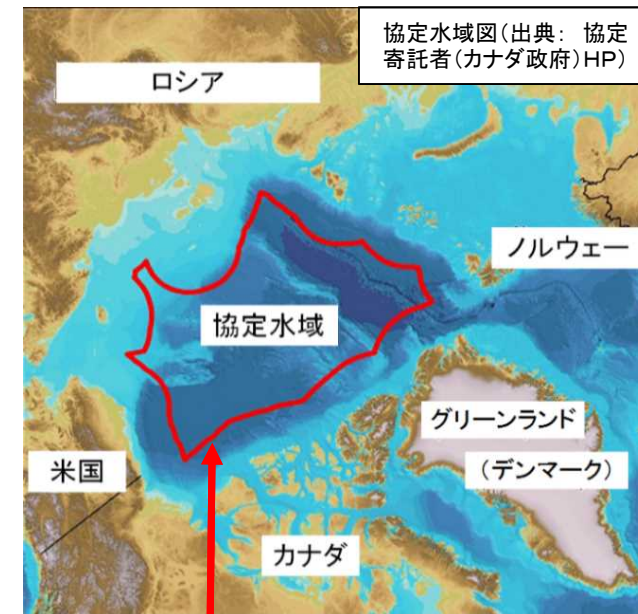 協定水域図(出典: 協定
寄託者(カナダ政府)HP)
ロシア
ノルウェー
協定水域
グリーンランド
(デンマーク)
米国
カナダ